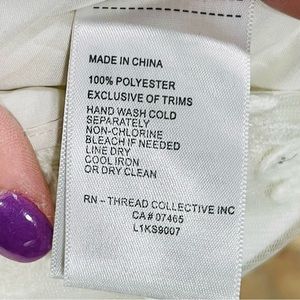 MADE IN CHINA
100% POLYESTER
EXCLUSIVE OF TRIMS
HAND WASH COLD
SEPARATELY
NON-CHLORINE
BLEACH IF NEEDED
LINE DRY
COOL IRON
OR DRY CLEAN
RN – THREAD COLLECTIVE INC
CA# 07465
L1KS9007